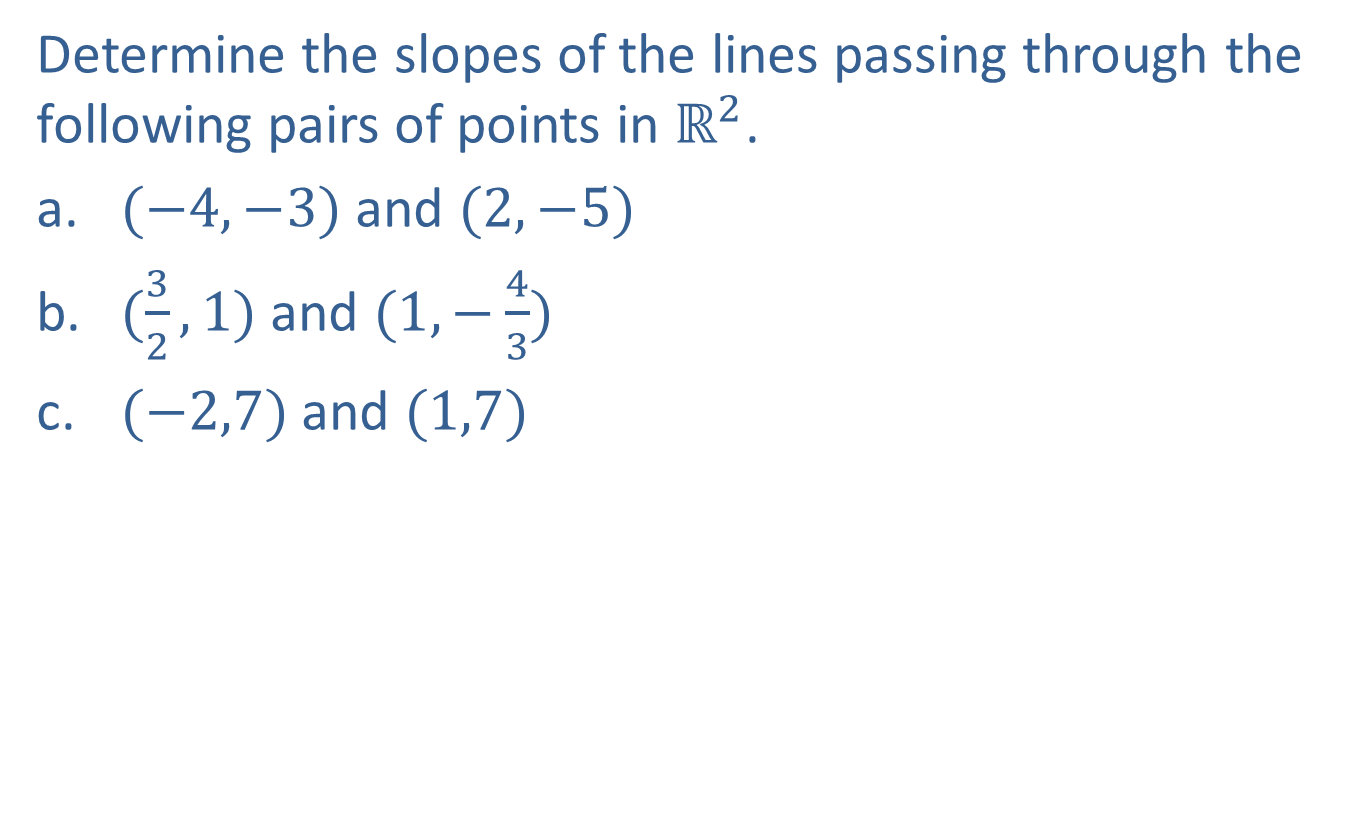 Determine the slopes of the lines passing through the
following pairs of points in ℝ².
a. (−4, −3) and (2, −5)
b. (3/2, 1) and (1, −4/3)
c. (−2,7) and (1,7)